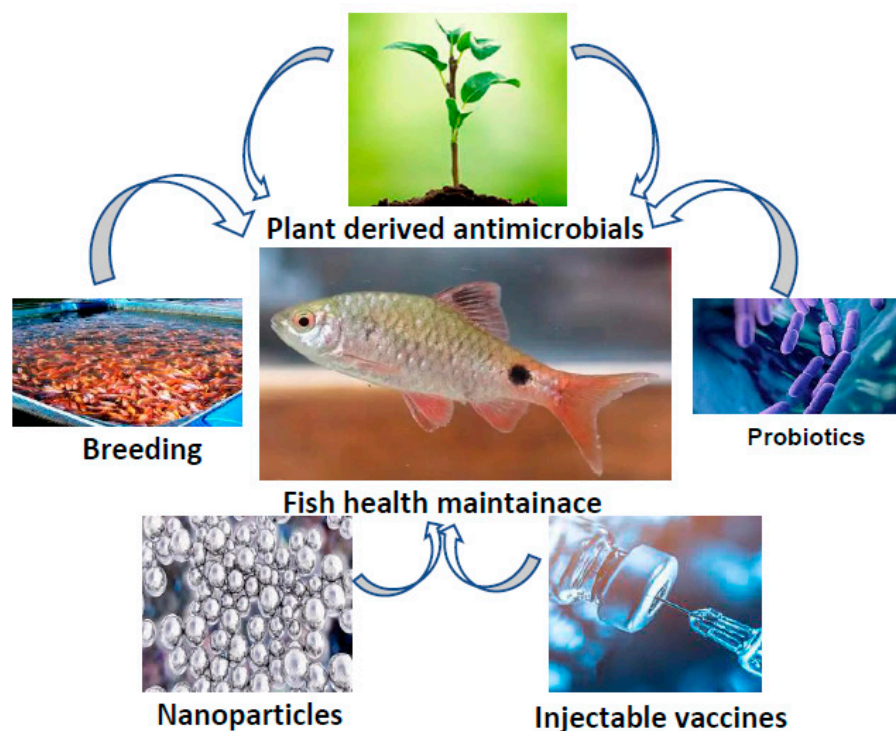 Plant derived antimicrobials
Breeding
Probiotics
Fish health maintainace
Nanoparticles
Injectable vaccines